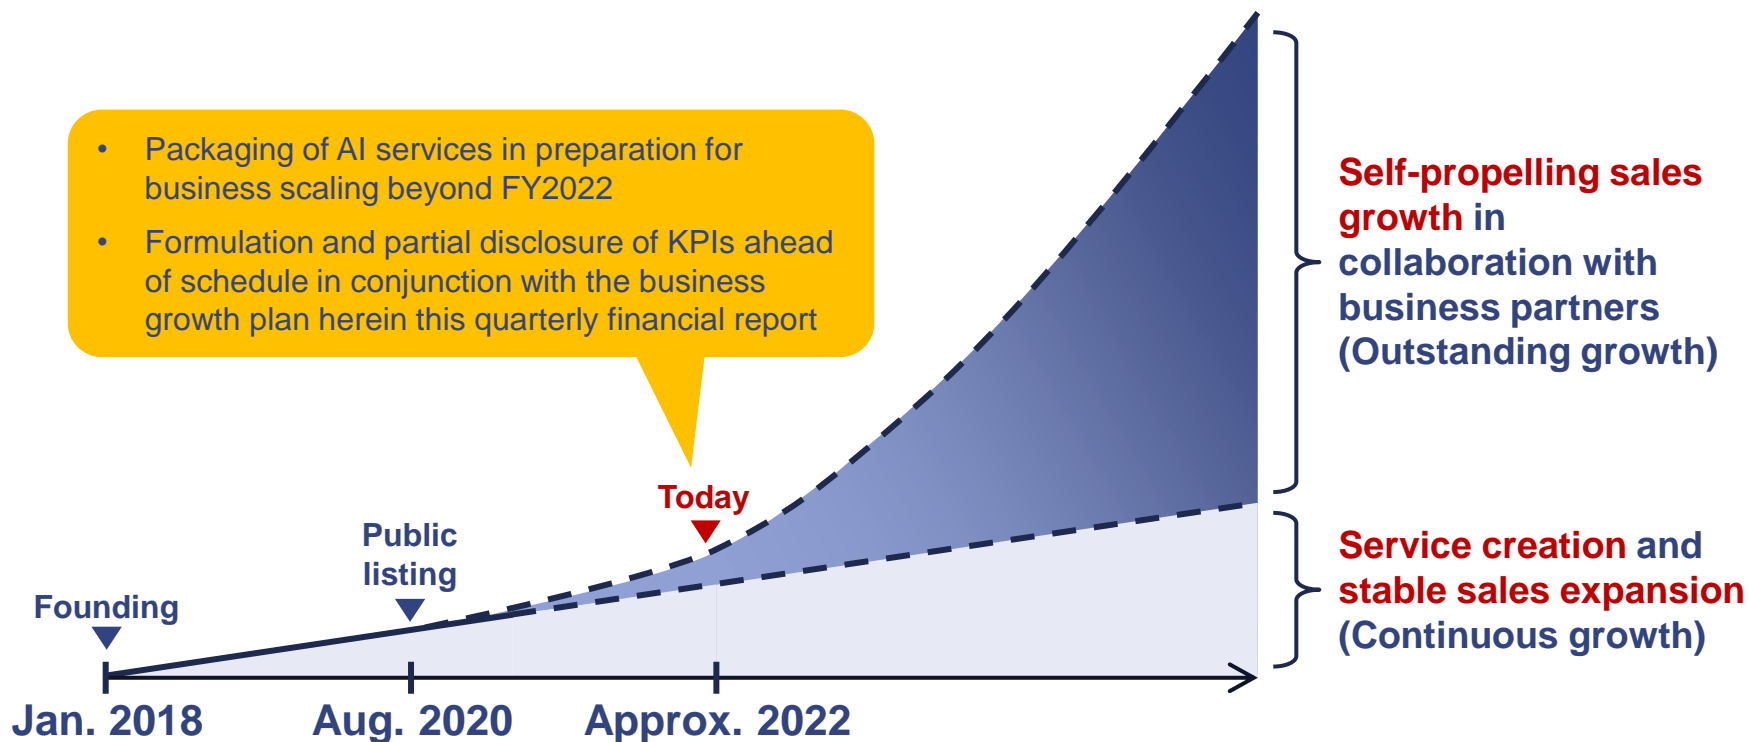 • Packaging of AI services in preparation for
business scaling beyond FY2022
• Formulation and partial disclosure of KPIs ahead
of schedule in conjunction with the business
growth plan herein this quarterly financial report
Self-propelling sales
growth in
collaboration with
business partners
(Outstanding growth)
Today
Public
listing
Founding
Service creation and
stable sales expansion
(Continuous growth)
Jan. 2018
Aug. 2020
Approx. 2022